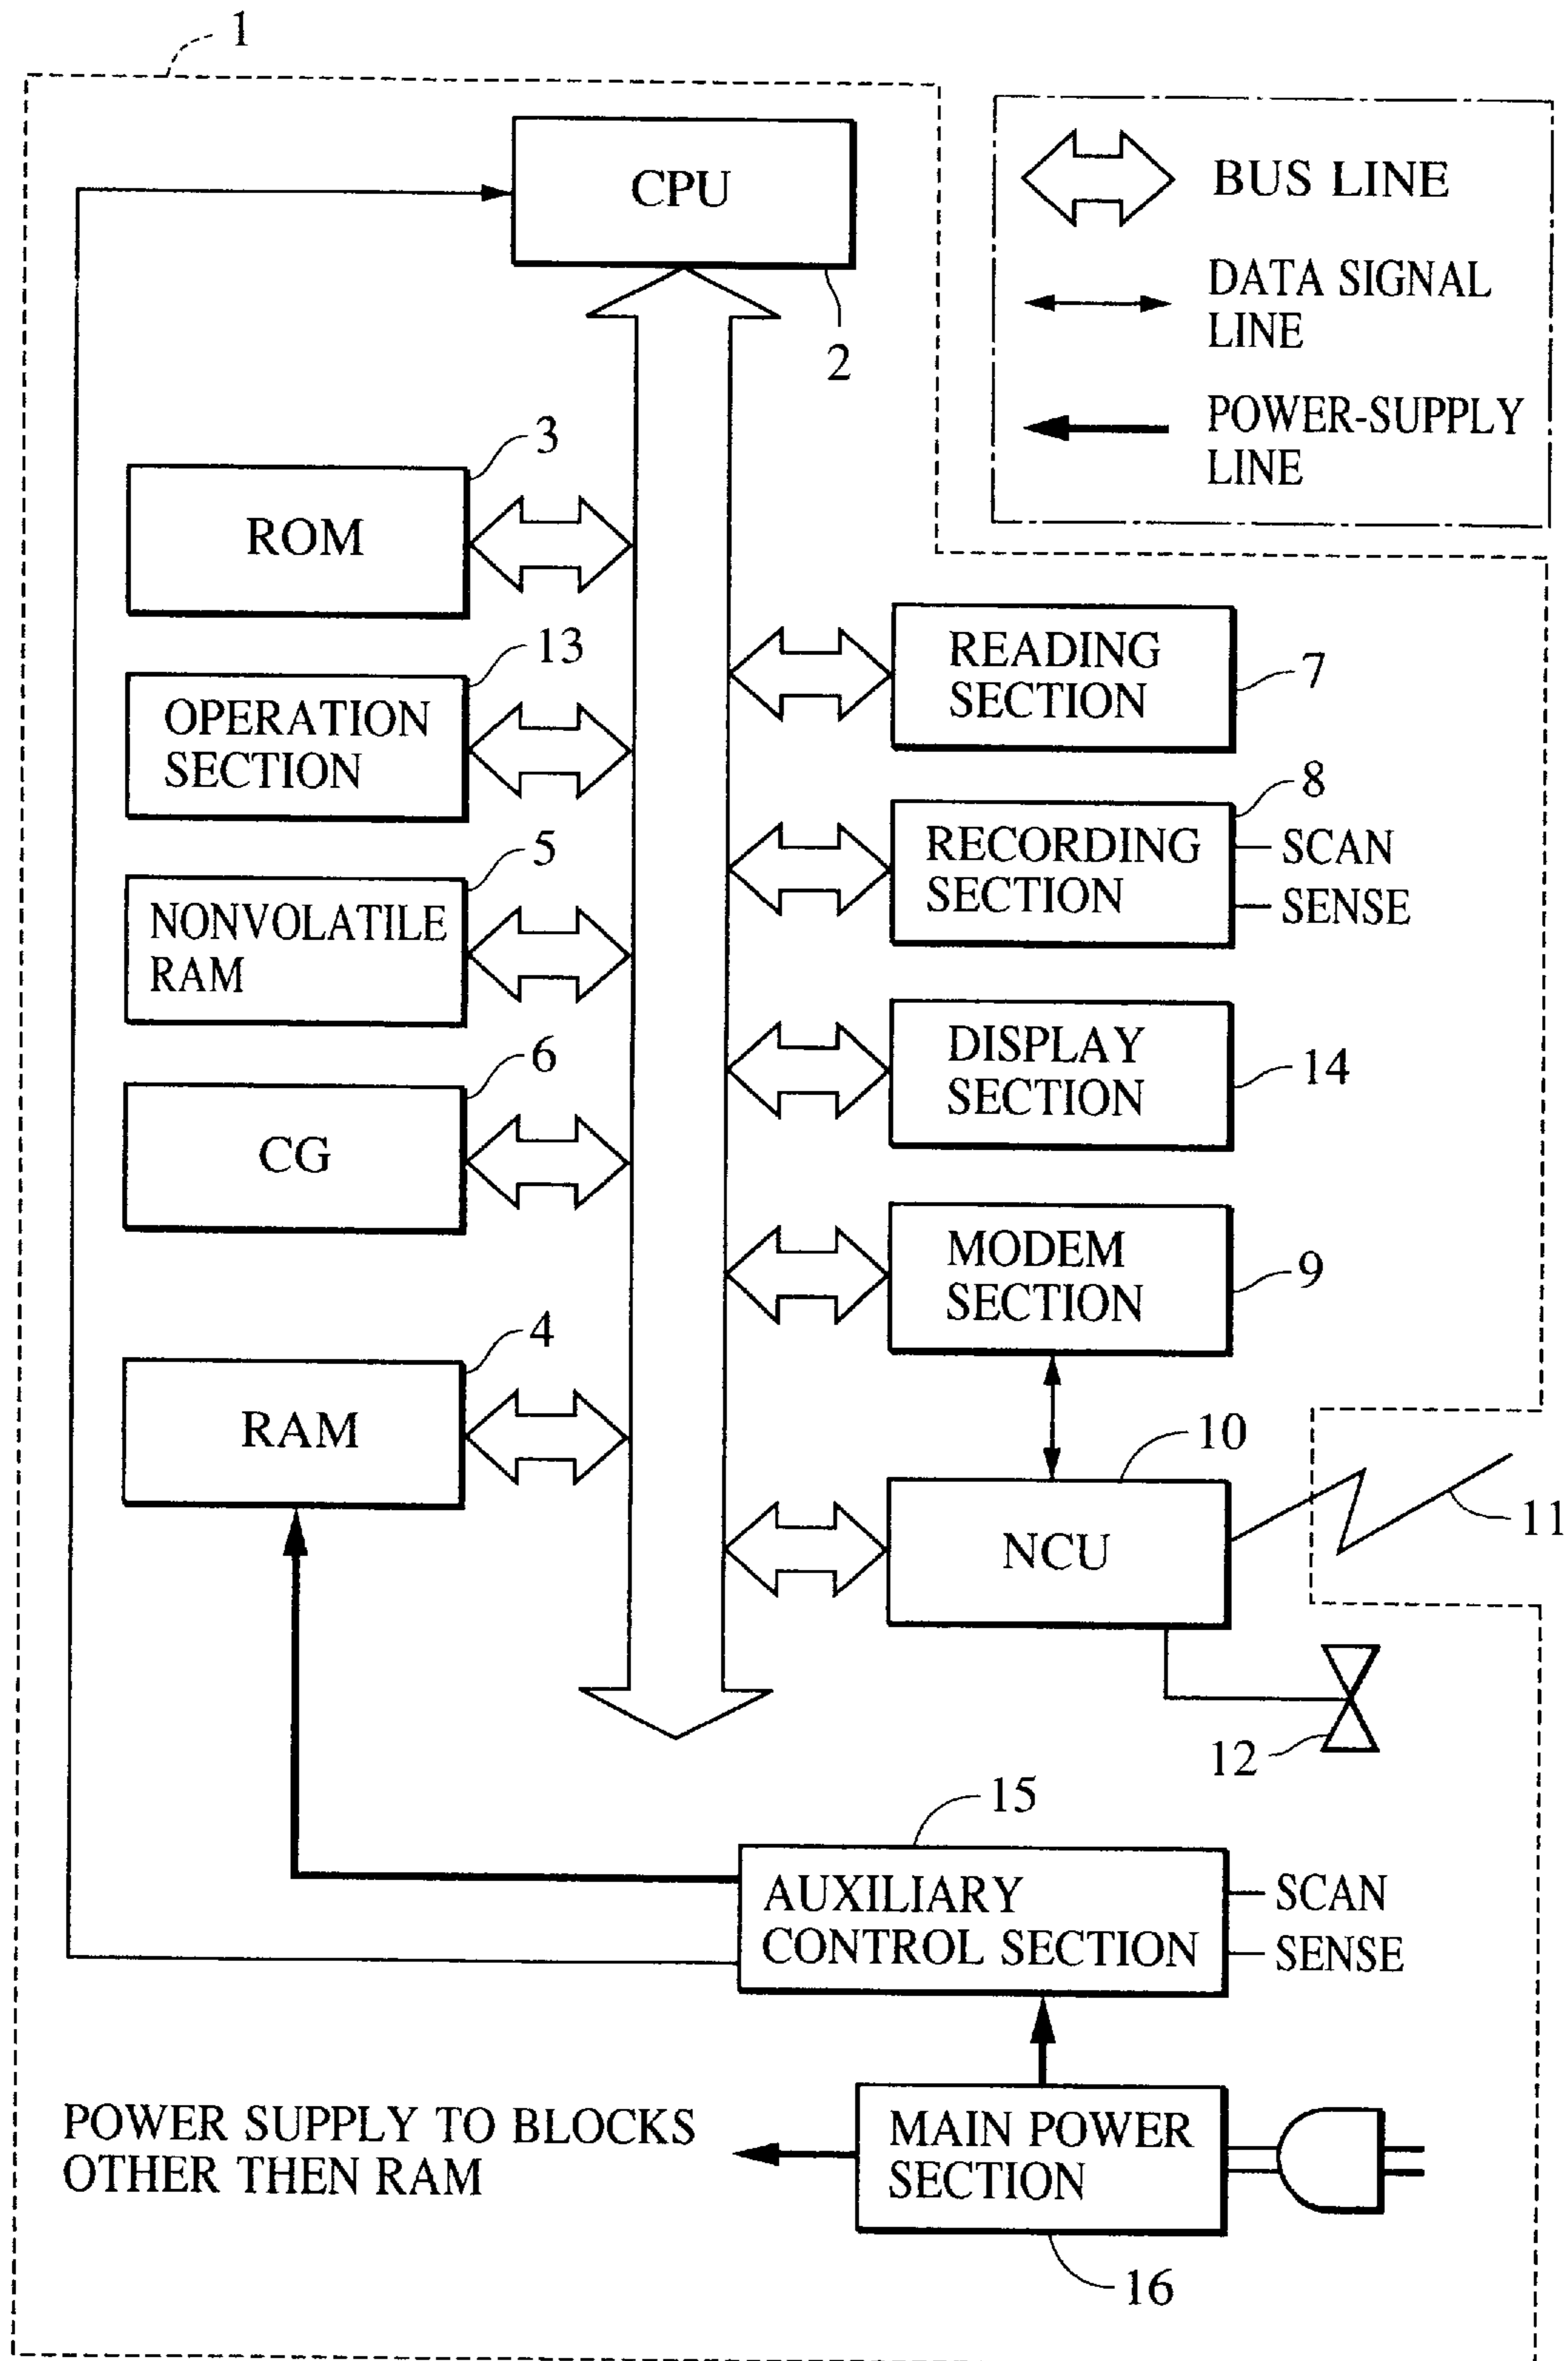 1
CPU
2
BUS LINE
DATA SIGNAL
LINE
POWER-SUPPLY
LINE
3
ROM
13
OPERATION
SECTION
5
NONVOLATILE
RAM
6
CG
4
RAM
READING
SECTION
7
8
RECORDING
SECTION
SCAN
SENSE
DISPLAY
SECTION
14
MODEM
SECTION
9
10
NCU
11
12
15
AUXILIARY
CONTROL SECTION
SCAN
SENSE
POWER SUPPLY TO BLOCKS
OTHER THEN RAM
MAIN POWER
SECTION
16